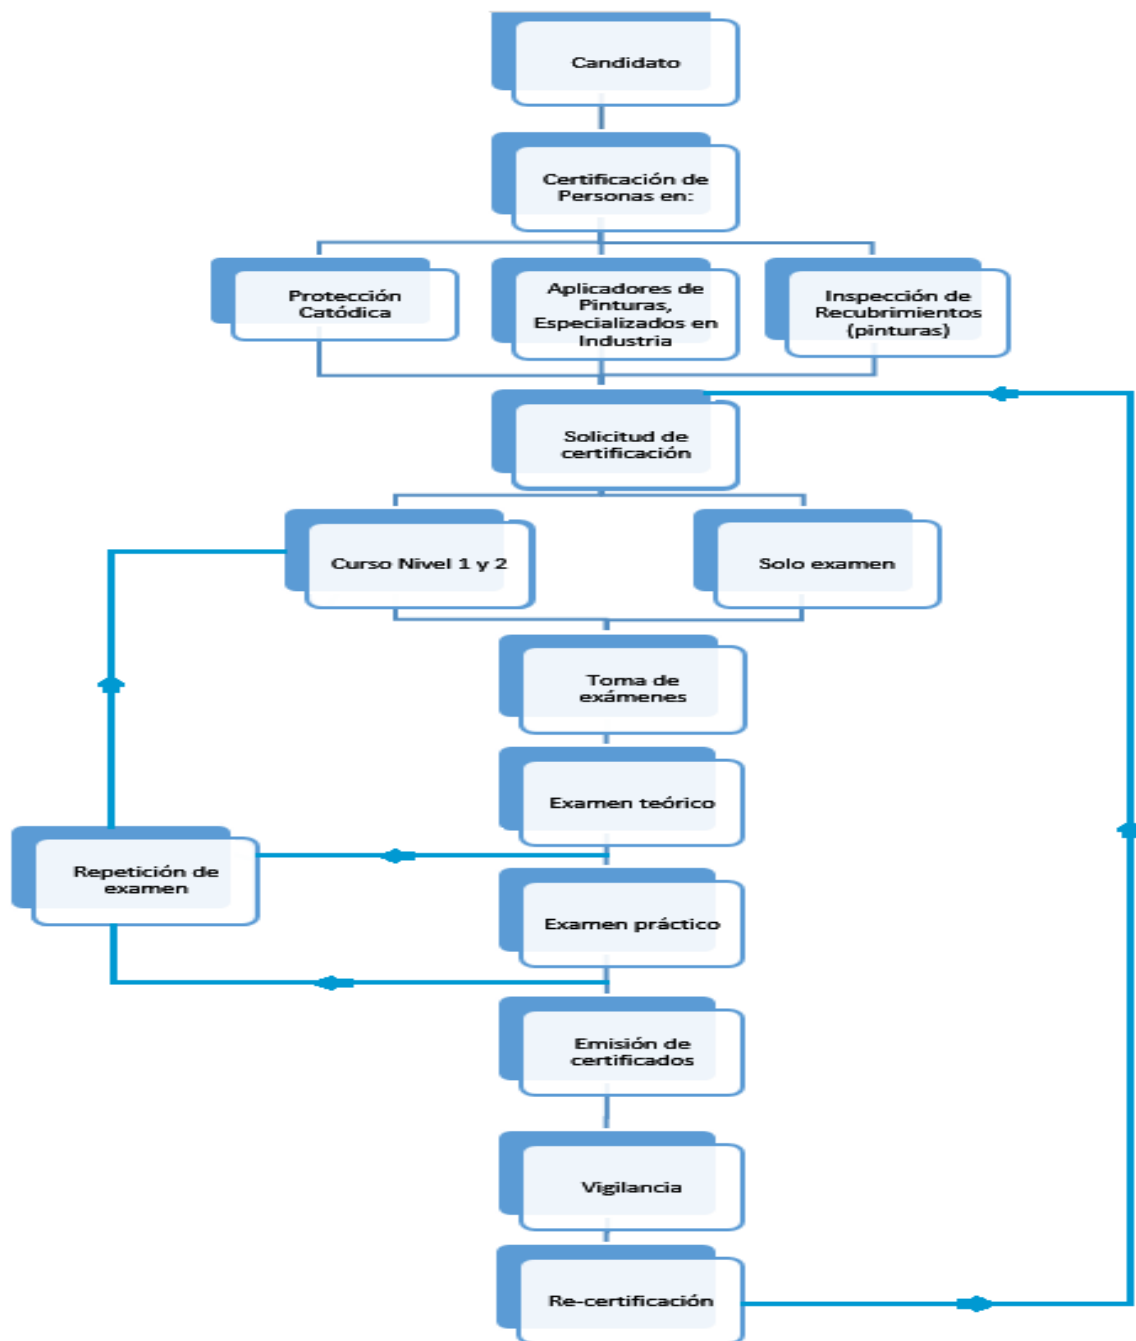 Candidato
Certificación de
Personas en:
Protección
Catódica
Aplicadores de
Pinturas,
Especializados en
Industria
Inspección de
Recubrimientos
(pinturas)
Solicitud de
certificación
Curso Nivel 1 y 2
Solo examen
Toma de
exámenes
Examen teórico
Repetición de
examen
Examen práctico
Emisión de
certificados
Vigilancia
Re-certificación